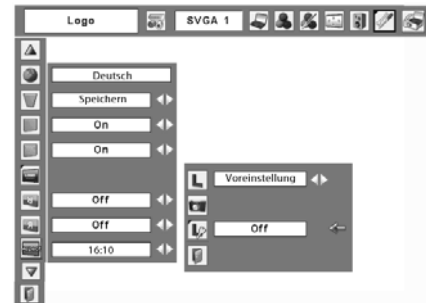 Logo
SVGA 1
Deutsch
Speichern
On
On
Off
Off
16:10
Voreinstellung
Off